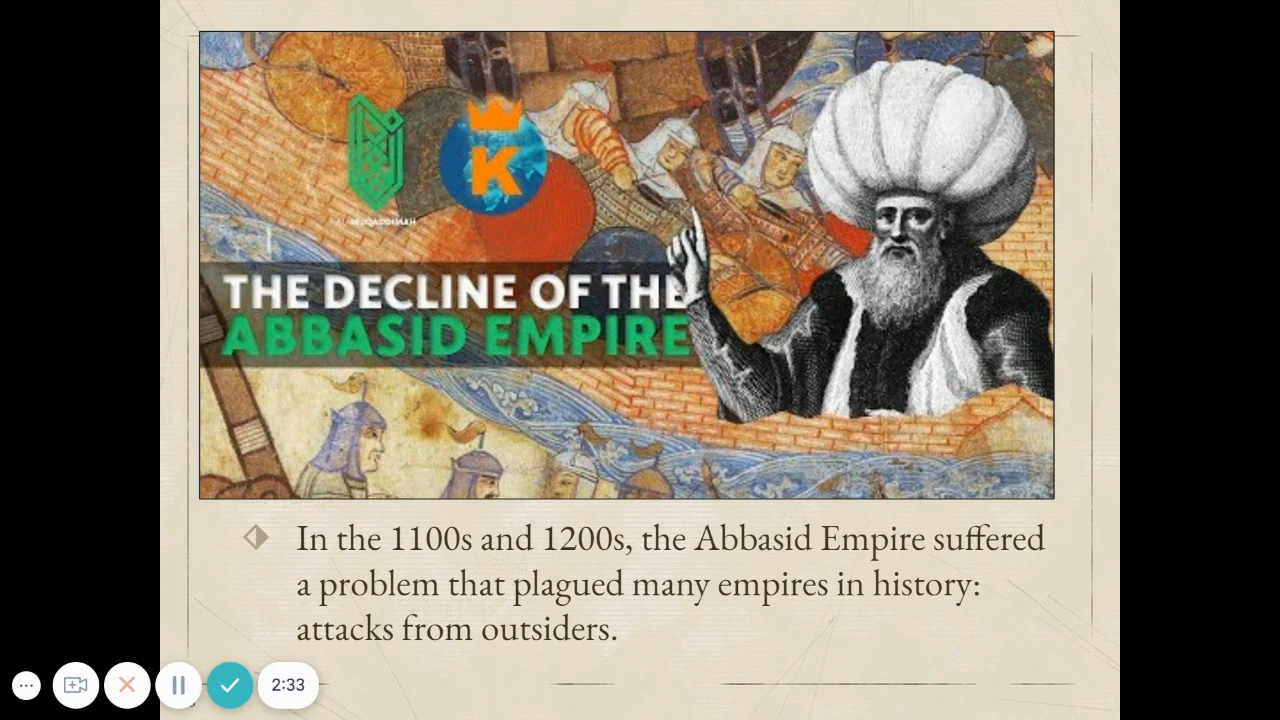 K
THE DECLINE OF THE
ABBASID EMPIRE
In the 1100s and 1200s, the Abbasid Empire suffered
a problem that plagued many empires in history:
attacks from outsiders.
2:33